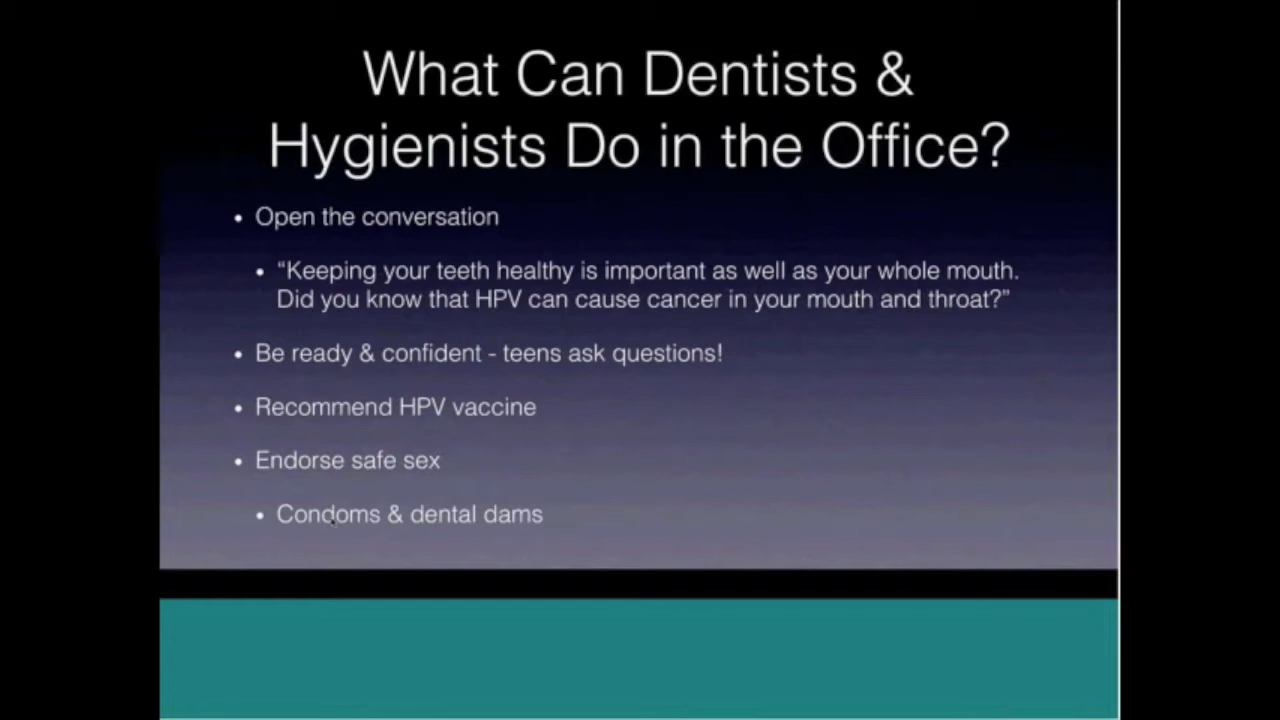 What Can Dentists &
Hygienists Do in the Office?
• Open the conversation
• “Keeping your teeth healthy is important as well as your whole mouth.
Did you know that HPV can cause cancer in your mouth and throat?”
• Be ready & confident - teens ask questions!
• Recommend HPV vaccine
• Endorse safe sex
• Condoms & dental dams